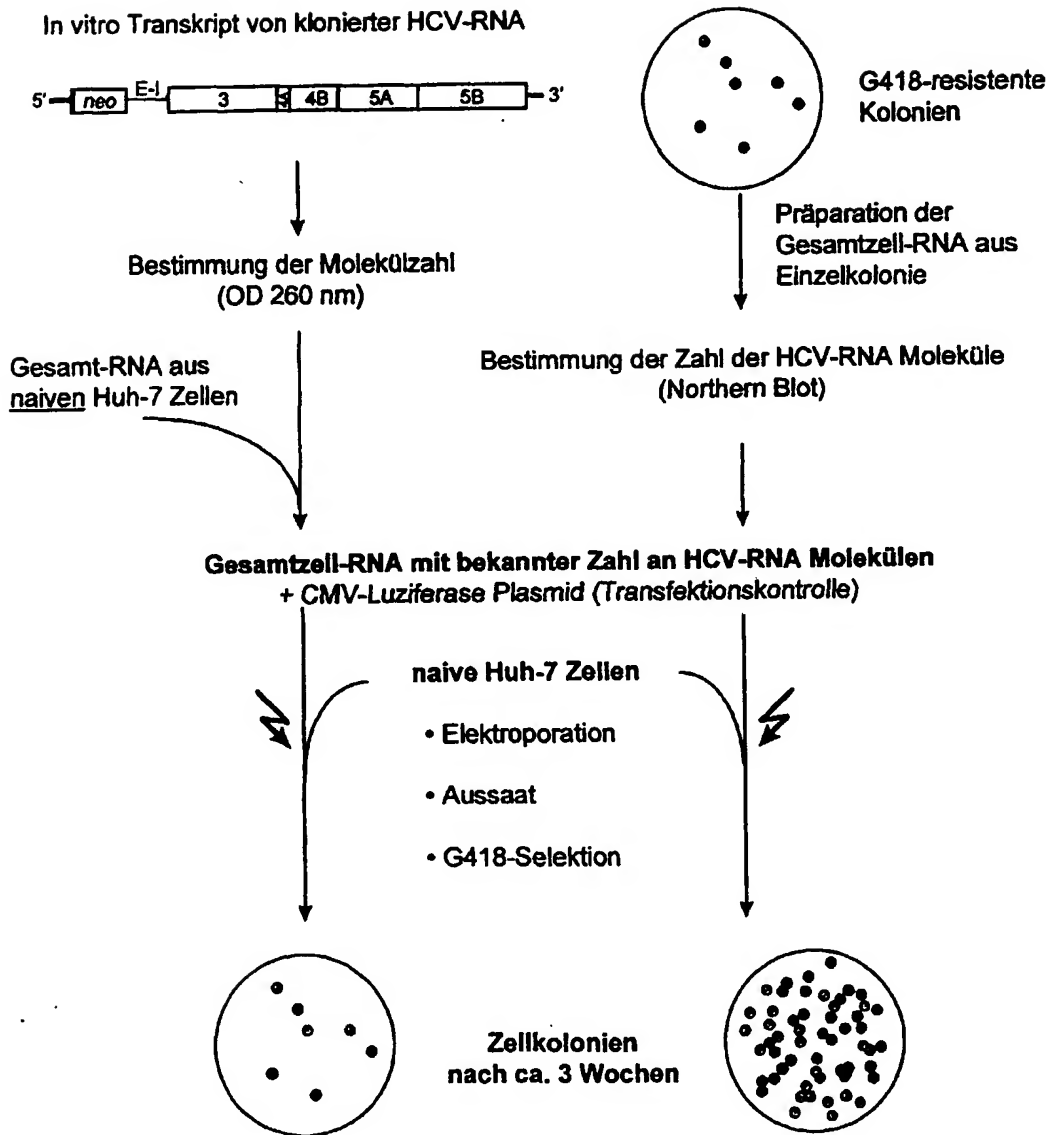 In vitro Transkript von klonierter HCV-RNA
5' neo E-I 3 4B 5A 5B 3'
G418-resistente
Kolonien
Präparation der
Gesamtzell-RNA aus
Einzelkolonie
Bestimmung der Molekülzahl
(OD 260 nm)
Gesamt-RNA aus
naiven Huh-7 Zellen
Bestimmung der Zahl der HCV-RNA Moleküle
(Northern Blot)
Gesamtzell-RNA mit bekannter Zahl an HCV-RNA Molekülen
+ CMV-Luziferase Plasmid (Transfektionskontrolle)
naive Huh-7 Zellen
• Elektroporation
• Aussaat
• G418-Selektion
Zellkolonien
nach ca. 3 Wochen